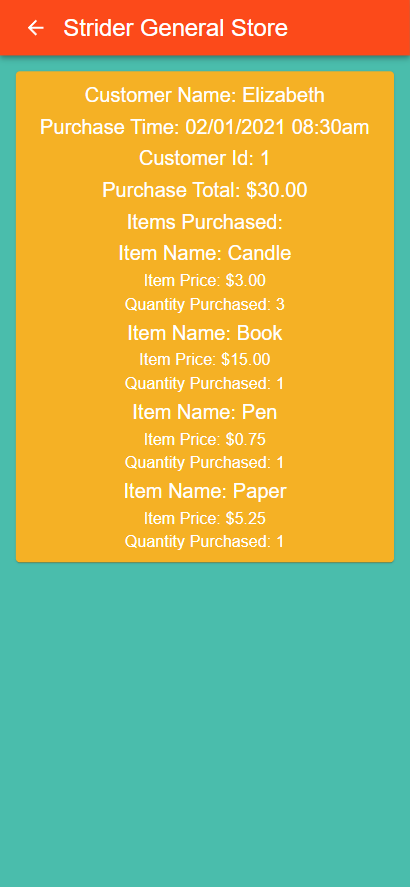 Strider General Store
Customer Name: Elizabeth
Purchase Time: 02/01/2021 08:30am
Customer Id: 1
Purchase Total: $30.00
Items Purchased:
Item Name: Candle
Item Price: $3.00
Quantity Purchased: 3
Item Name: Book
Item Price: $15.00
Quantity Purchased: 1
Item Name: Pen
Item Price: $0.75
Quantity Purchased: 1
Item Name: Paper
Item Price: $5.25
Quantity Purchased: 1